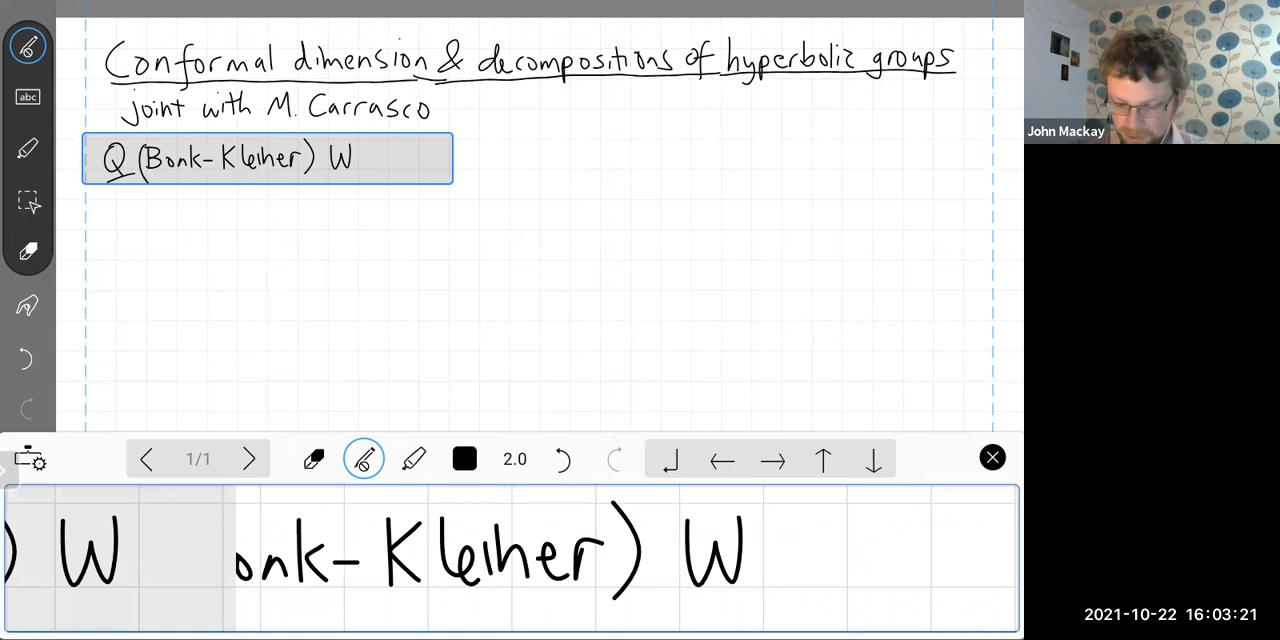 Conformal dimension & decompositions of hyperbolic groups
joint with M. Carrasco
Q (Bonk-Kleiner) W
abc
John Mackay
1/1
2.0
) W onk-Kleiner) W
2021-10-22 16:03:21